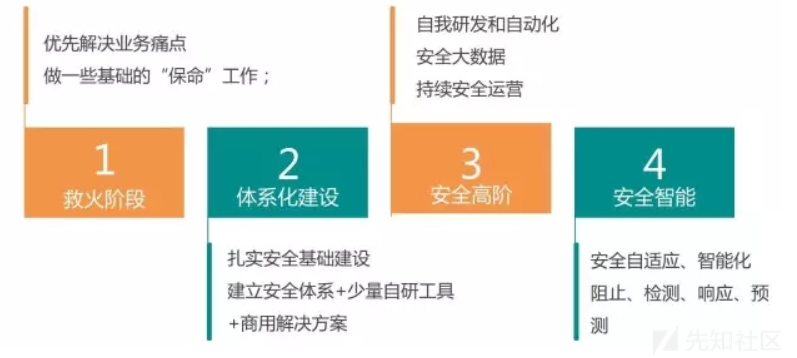 优先解决业务痛点
做一些基础的“保命”工作；
自我研发和自动化
安全大数据
持续安全运营
1
救火阶段
2
体系化建设
3
安全高阶
4
安全智能
扎实安全基础建设
建立安全体系+少量自研工具
+商用解决方案
安全自适应、智能化
阻止、检测、响应、预
测
先知社区